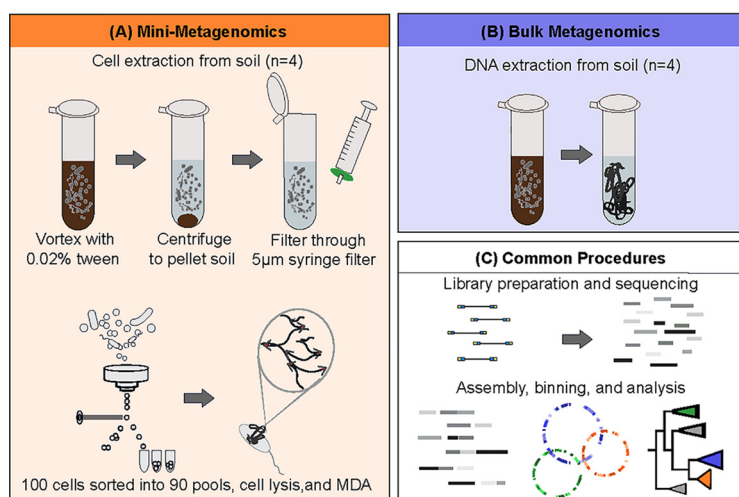 (A) Mini-Metagenomics
Cell extraction from soil (n=4)
Vortex with
0.02% tween
Centrifuge
to pellet soil
Filter through
5µm syringe filter
100 cells sorted into 90 pools, cell lysis,and MDA
(B) Bulk Metagenomics
DNA extraction from soil (n=4)
(C) Common Procedures
Library preparation and sequencing
Assembly, binning, and analysis